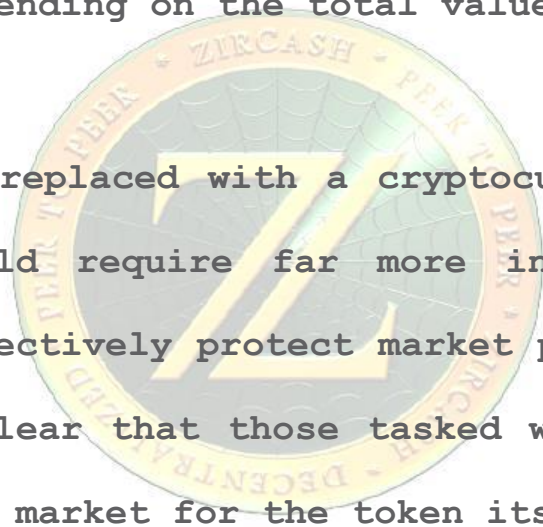 ending on the total value
replaced with a cryptocu
ld require far more in
ectively protect market p
lear that those tasked w
market for the token its
* ZIRCASH * PEER TO PEER * ZIRCASH * DECENTRALIZED PEER TO PEER